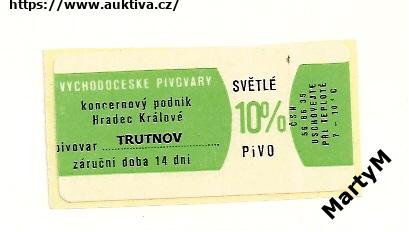 https://www.auktiva.cz/
VYCHODOCESKE PIVOVARY
koncernový podnik
Hradec Králové
pivovar TRUTNOV
záruční doba 14 dní
SVĚTLÉ
10%
PiVO
ČSN
56 66 35
USCHOVEJTE
PŘI TEPLOTĚ
7 - 10°C
MartyM